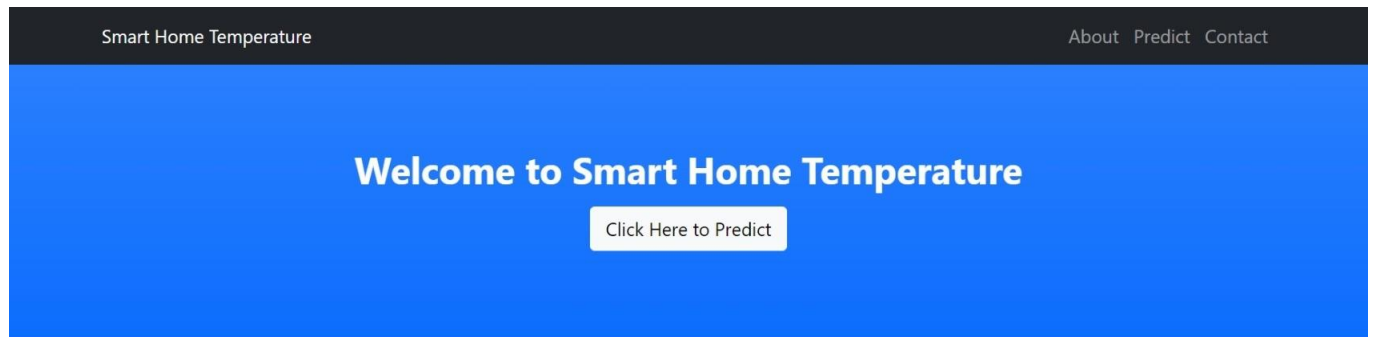 Smart Home Temperature
About Predict Contact
Welcome to Smart Home Temperature
Click Here to Predict